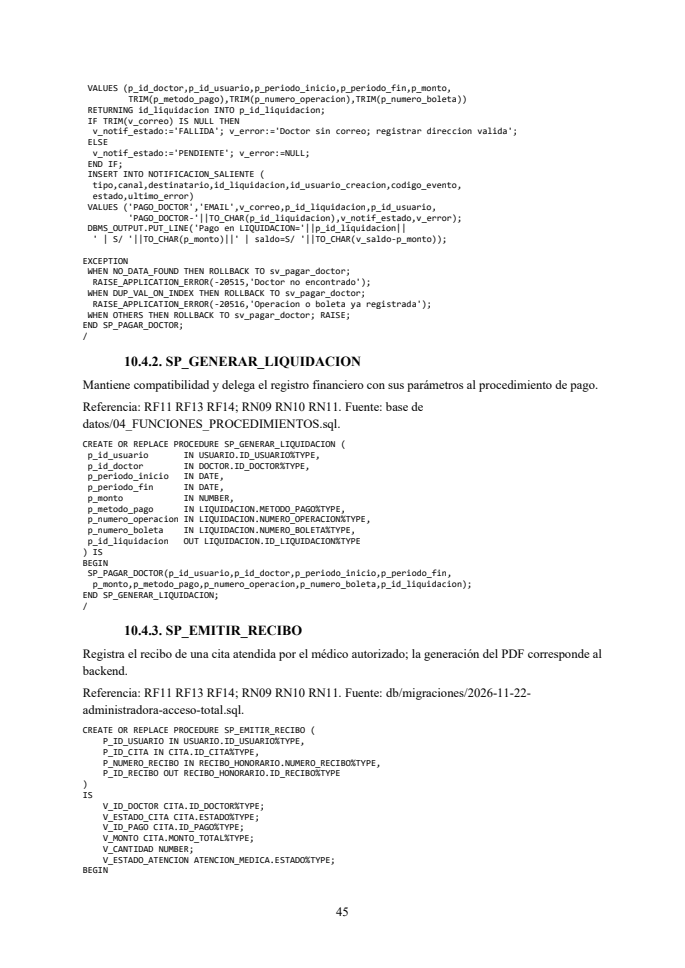 VALUES (p_id_doctor,p_id_usuario,p_periodo_inicio,p_periodo_fin,p_monto,
TRIM(p_metodo_pago),TRIM(p_numero_operacion),TRIM(p_numero_boleta))
RETURNING id_liquidacion INTO p_id_liquidacion;
IF TRIM(v_correo) IS NULL THEN
v_notif_estado:='FALLIDA'; v_error:='Doctor sin correo; registrar direccion valida';
ELSE
v_notif_estado:='PENDIENTE'; v_error:=NULL;
END IF;
INSERT INTO NOTIFICACION_SALIENTE (
tipo,canal,destinatario,id_liquidacion,id_usuario_creacion,codigo_evento,
estado,ultimo_error)
VALUES ('PAGO_DOCTOR','EMAIL',v_correo,p_id_liquidacion,p_id_usuario,
'PAGO_DOCTOR-'||TO_CHAR(p_id_liquidacion),v_notif_estado,v_error);
DBMS_OUTPUT.PUT_LINE('Pago en LIQUIDACION='||p_id_liquidacion||
' | S/ '||TO_CHAR(p_monto)||' | saldo=S/ '||TO_CHAR(v_saldo-p_monto));
EXCEPTION
WHEN NO_DATA_FOUND THEN ROLLBACK TO sv_pagar_doctor;
RAISE_APPLICATION_ERROR(-20515,'Doctor no encontrado');
WHEN DUP_VAL_ON_INDEX THEN ROLLBACK TO sv_pagar_doctor;
RAISE_APPLICATION_ERROR(-20516,'Operacion o boleta ya registrada');
WHEN OTHERS THEN ROLLBACK TO sv_pagar_doctor; RAISE;
END SP_PAGAR_DOCTOR;
/
10.4.2. SP_GENERAR_LIQUIDACION
Mantiene compatibilidad y delega el registro financiero con sus parámetros al procedimiento de pago.
Referencia: RF11 RF13 RF14; RN09 RN10 RN11. Fuente: base de
datos/04_FUNCIONES_PROCEDIMIENTOS.sql.
CREATE OR REPLACE PROCEDURE SP_GENERAR_LIQUIDACION (
p_id_usuario IN USUARIO.ID_USUARIO%TYPE,
p_id_doctor IN DOCTOR.ID_DOCTOR%TYPE,
p_periodo_inicio IN DATE,
p_periodo_fin IN DATE,
p_monto IN NUMBER,
p_metodo_pago IN LIQUIDACION.METODO_PAGO%TYPE,
p_numero_operacion IN LIQUIDACION.NUMERO_OPERACION%TYPE,
p_numero_boleta IN LIQUIDACION.NUMERO_BOLETA%TYPE,
p_id_liquidacion OUT LIQUIDACION.ID_LIQUIDACION%TYPE
) IS
BEGIN
SP_PAGAR_DOCTOR(p_id_usuario,p_id_doctor,p_periodo_inicio,p_periodo_fin,
p_monto,p_metodo_pago,p_numero_operacion,p_numero_boleta,p_id_liquidacion);
END SP_GENERAR_LIQUIDACION;
/
10.4.3. SP_EMITIR_RECIBO
Registra el recibo de una cita atendida por el médico autorizado; la generación del PDF corresponde al
backend.
Referencia: RF11 RF13 RF14; RN09 RN10 RN11. Fuente: db/migraciones/2026-11-22-
administradora-acceso-total.sql.
CREATE OR REPLACE PROCEDURE SP_EMITIR_RECIBO (
P_ID_USUARIO IN USUARIO.ID_USUARIO%TYPE,
P_ID_CITA IN CITA.ID_CITA%TYPE,
P_NUMERO_RECIBO IN RECIBO_HONORARIO.NUMERO_RECIBO%TYPE,
P_ID_RECIBO OUT RECIBO_HONORARIO.ID_RECIBO%TYPE
)
IS
V_ID_DOCTOR CITA.ID_DOCTOR%TYPE;
V_ESTADO_CITA CITA.ESTADO%TYPE;
V_ID_PAGO CITA.ID_PAGO%TYPE;
V_MONTO CITA.MONTO_TOTAL%TYPE;
V_CANTIDAD NUMBER;
V_ESTADO_ATENCION ATENCION_MEDICA.ESTADO%TYPE;
BEGIN
45